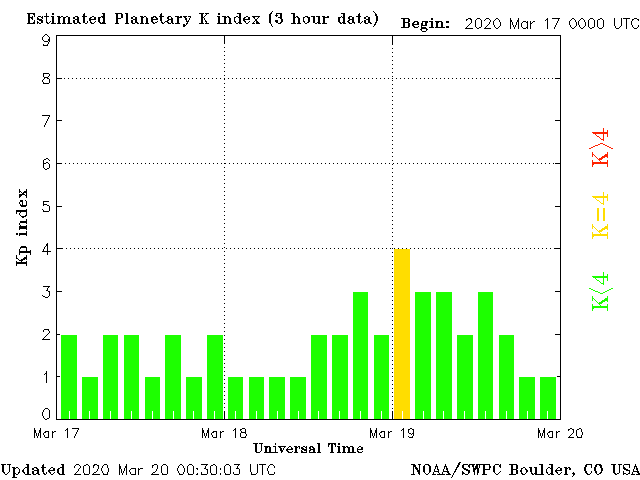 Estimated Planetary K index (3 hour data) Begin: 2020 Mar 17 0000 UTC
9
8
7
6
5
4
3
2
1
0
Kp index
K>4
K=4
K<4
Mar 17 Mar 18 Mar 19 Mar 20
Universal Time
Updated 2020 Mar 20 00:30:03 UTC NOAA/SWPC Boulder, CO USA